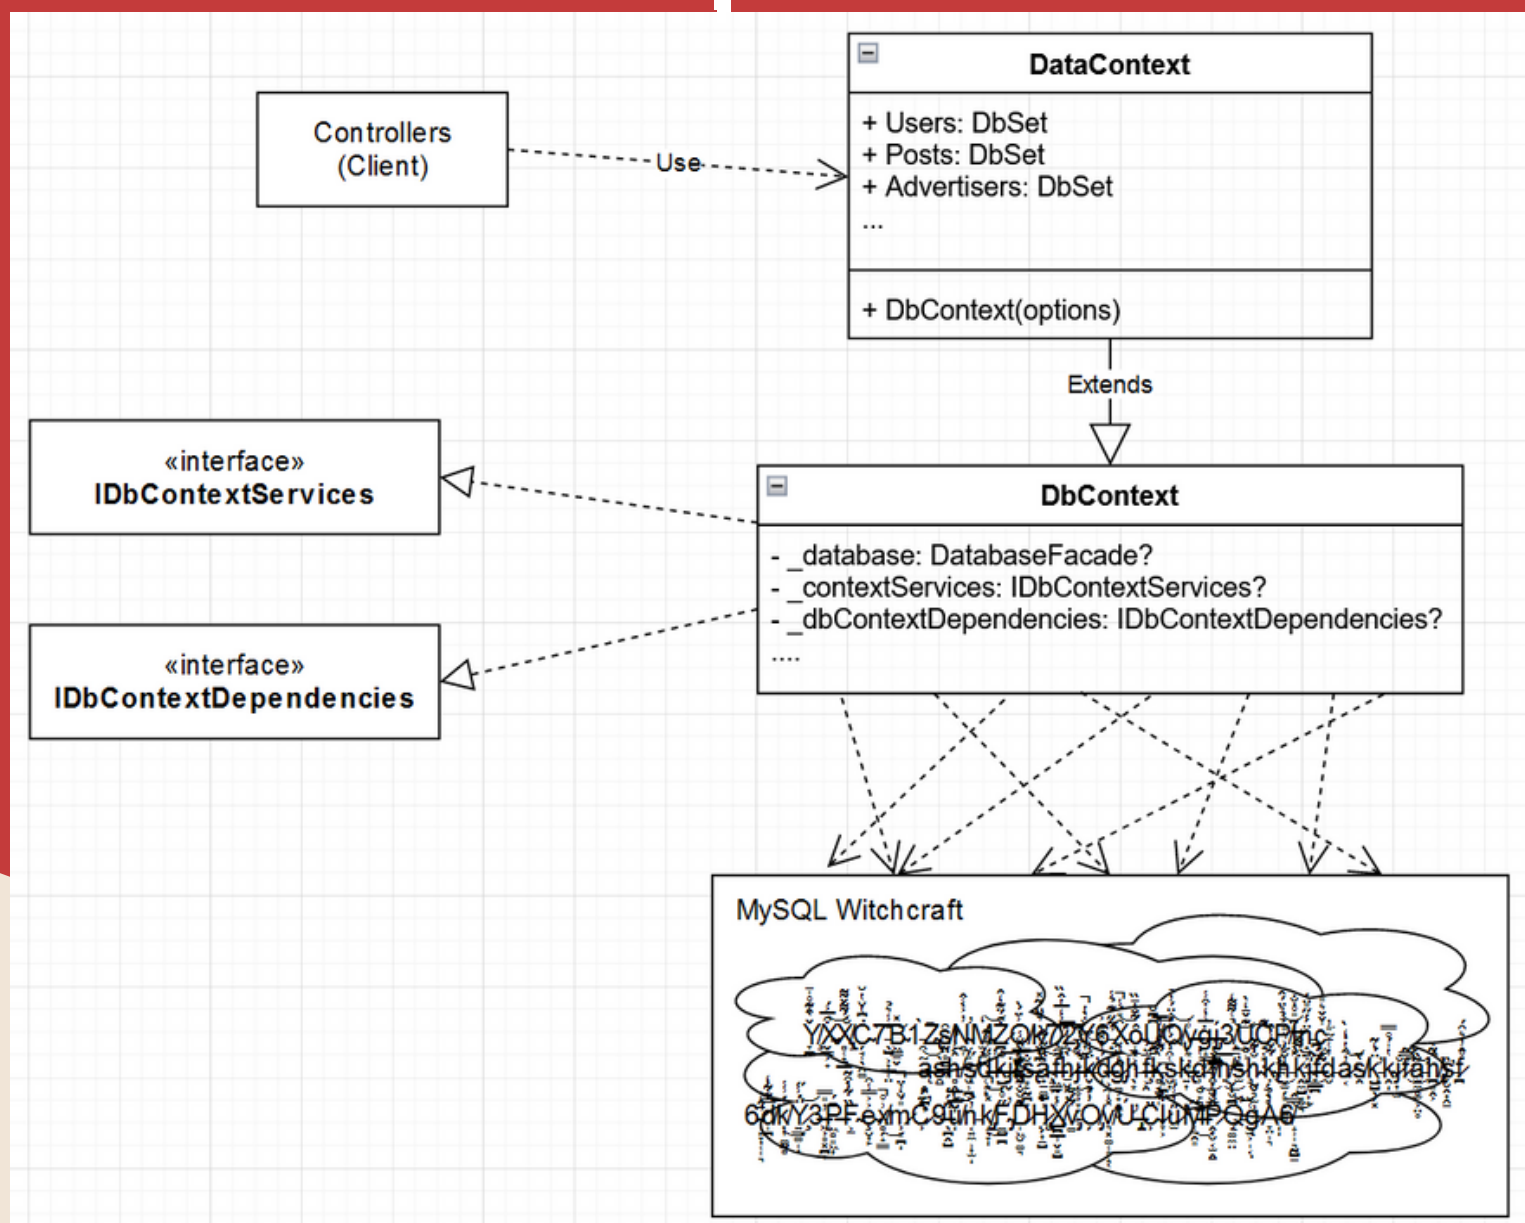 DataContext
Controllers
(Client)
Use
+ Users: DbSet
+ Posts: DbSet
+ Advertisers: DbSet
...
+ DbContext(options)
Extends
«interface»
IDbContextServices
DbContext
- _database: DatabaseFacade?
- _contextServices: IDbContextServices?
- _dbContextDependencies: IDbContextDependencies?
....
«interface»
IDbContextDependencies
MySQL Witchcraft